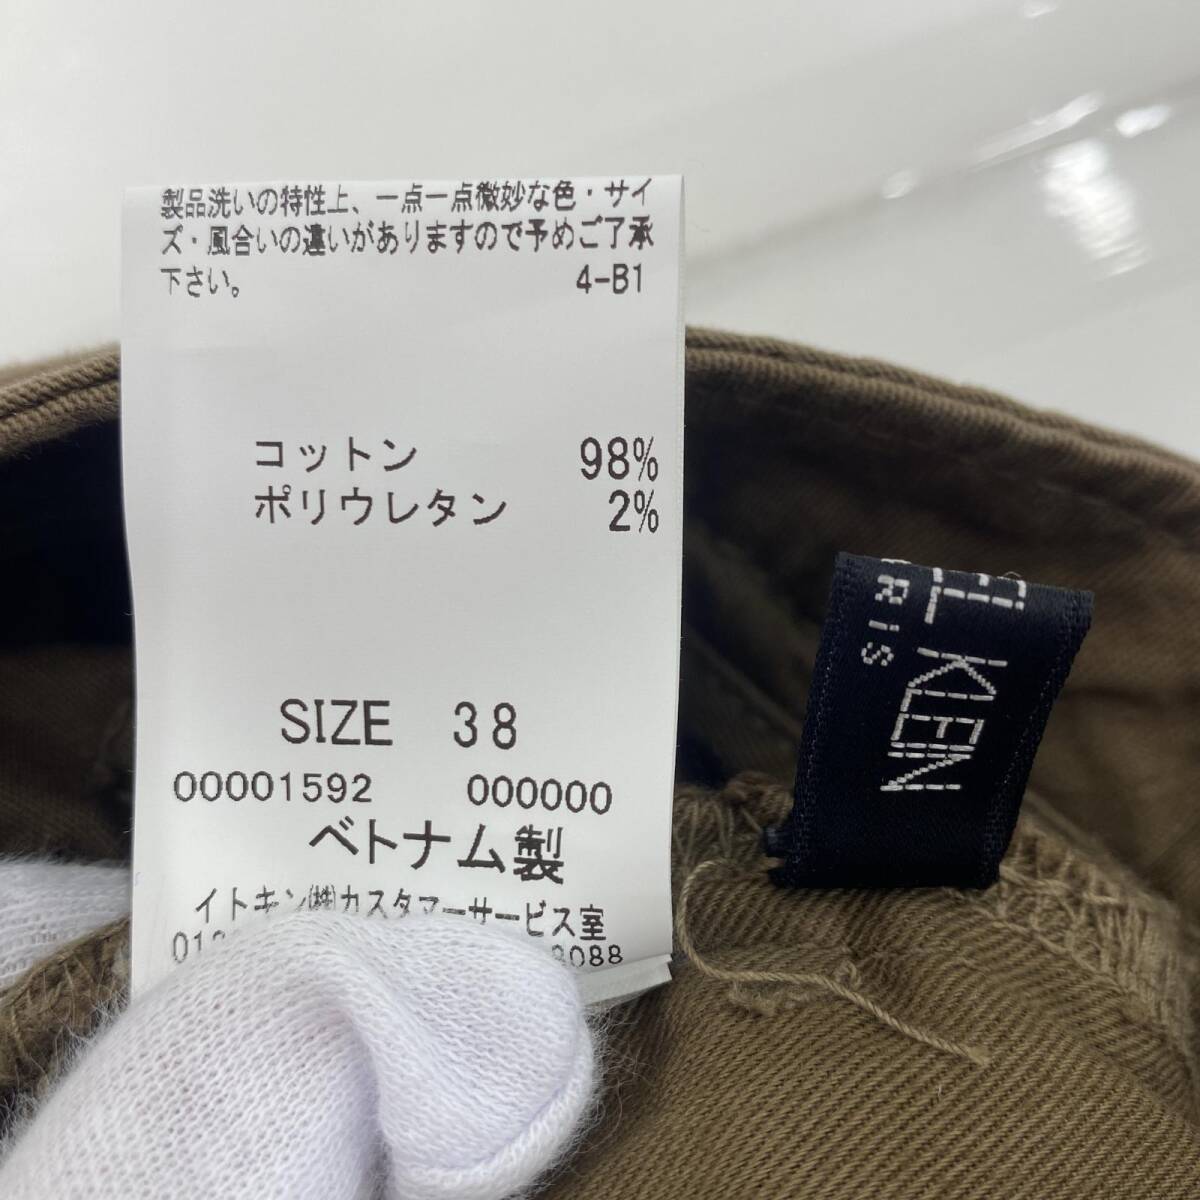 製品洗いの特性上、一点一点微妙な色・サイ
ズ・風合いの違いがありますので予めご了承
下さい。 4-B1
コットン 98%
ポリウレタン 2%
SIZE 38
00001592 000000
ベトナム製
イトキン㈱カスタマーサービス室
8088
KLEIN